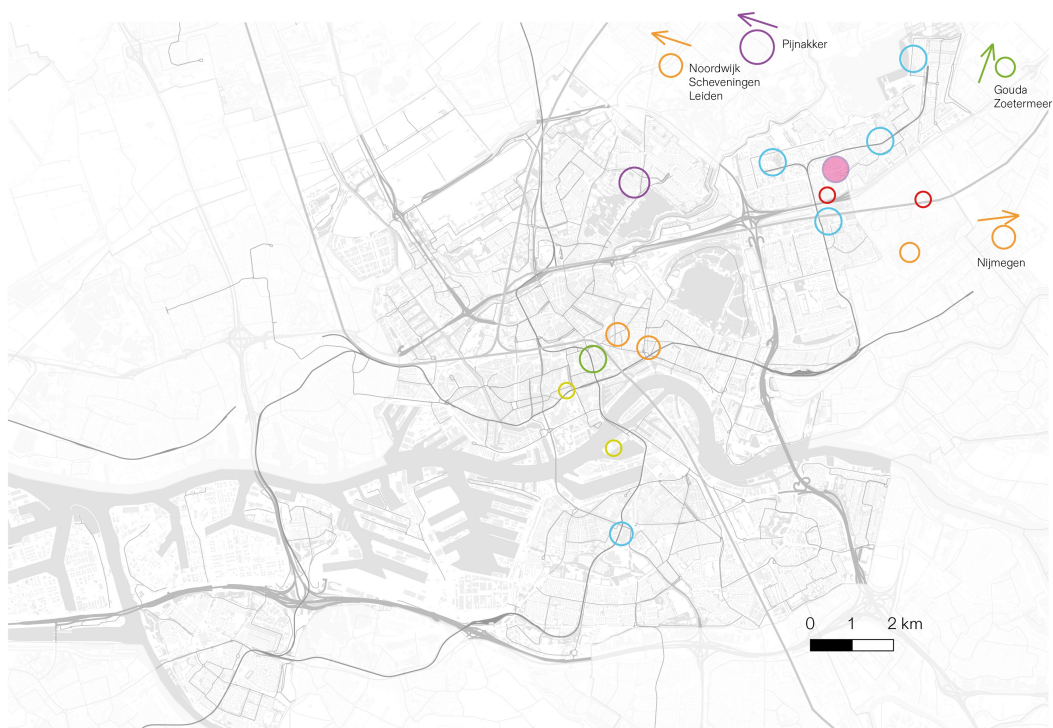 Pijnakker
Noordwijk
Scheveningen
Leiden
Gouda
Zoetermeer
Nijmegen
0 1 2 km